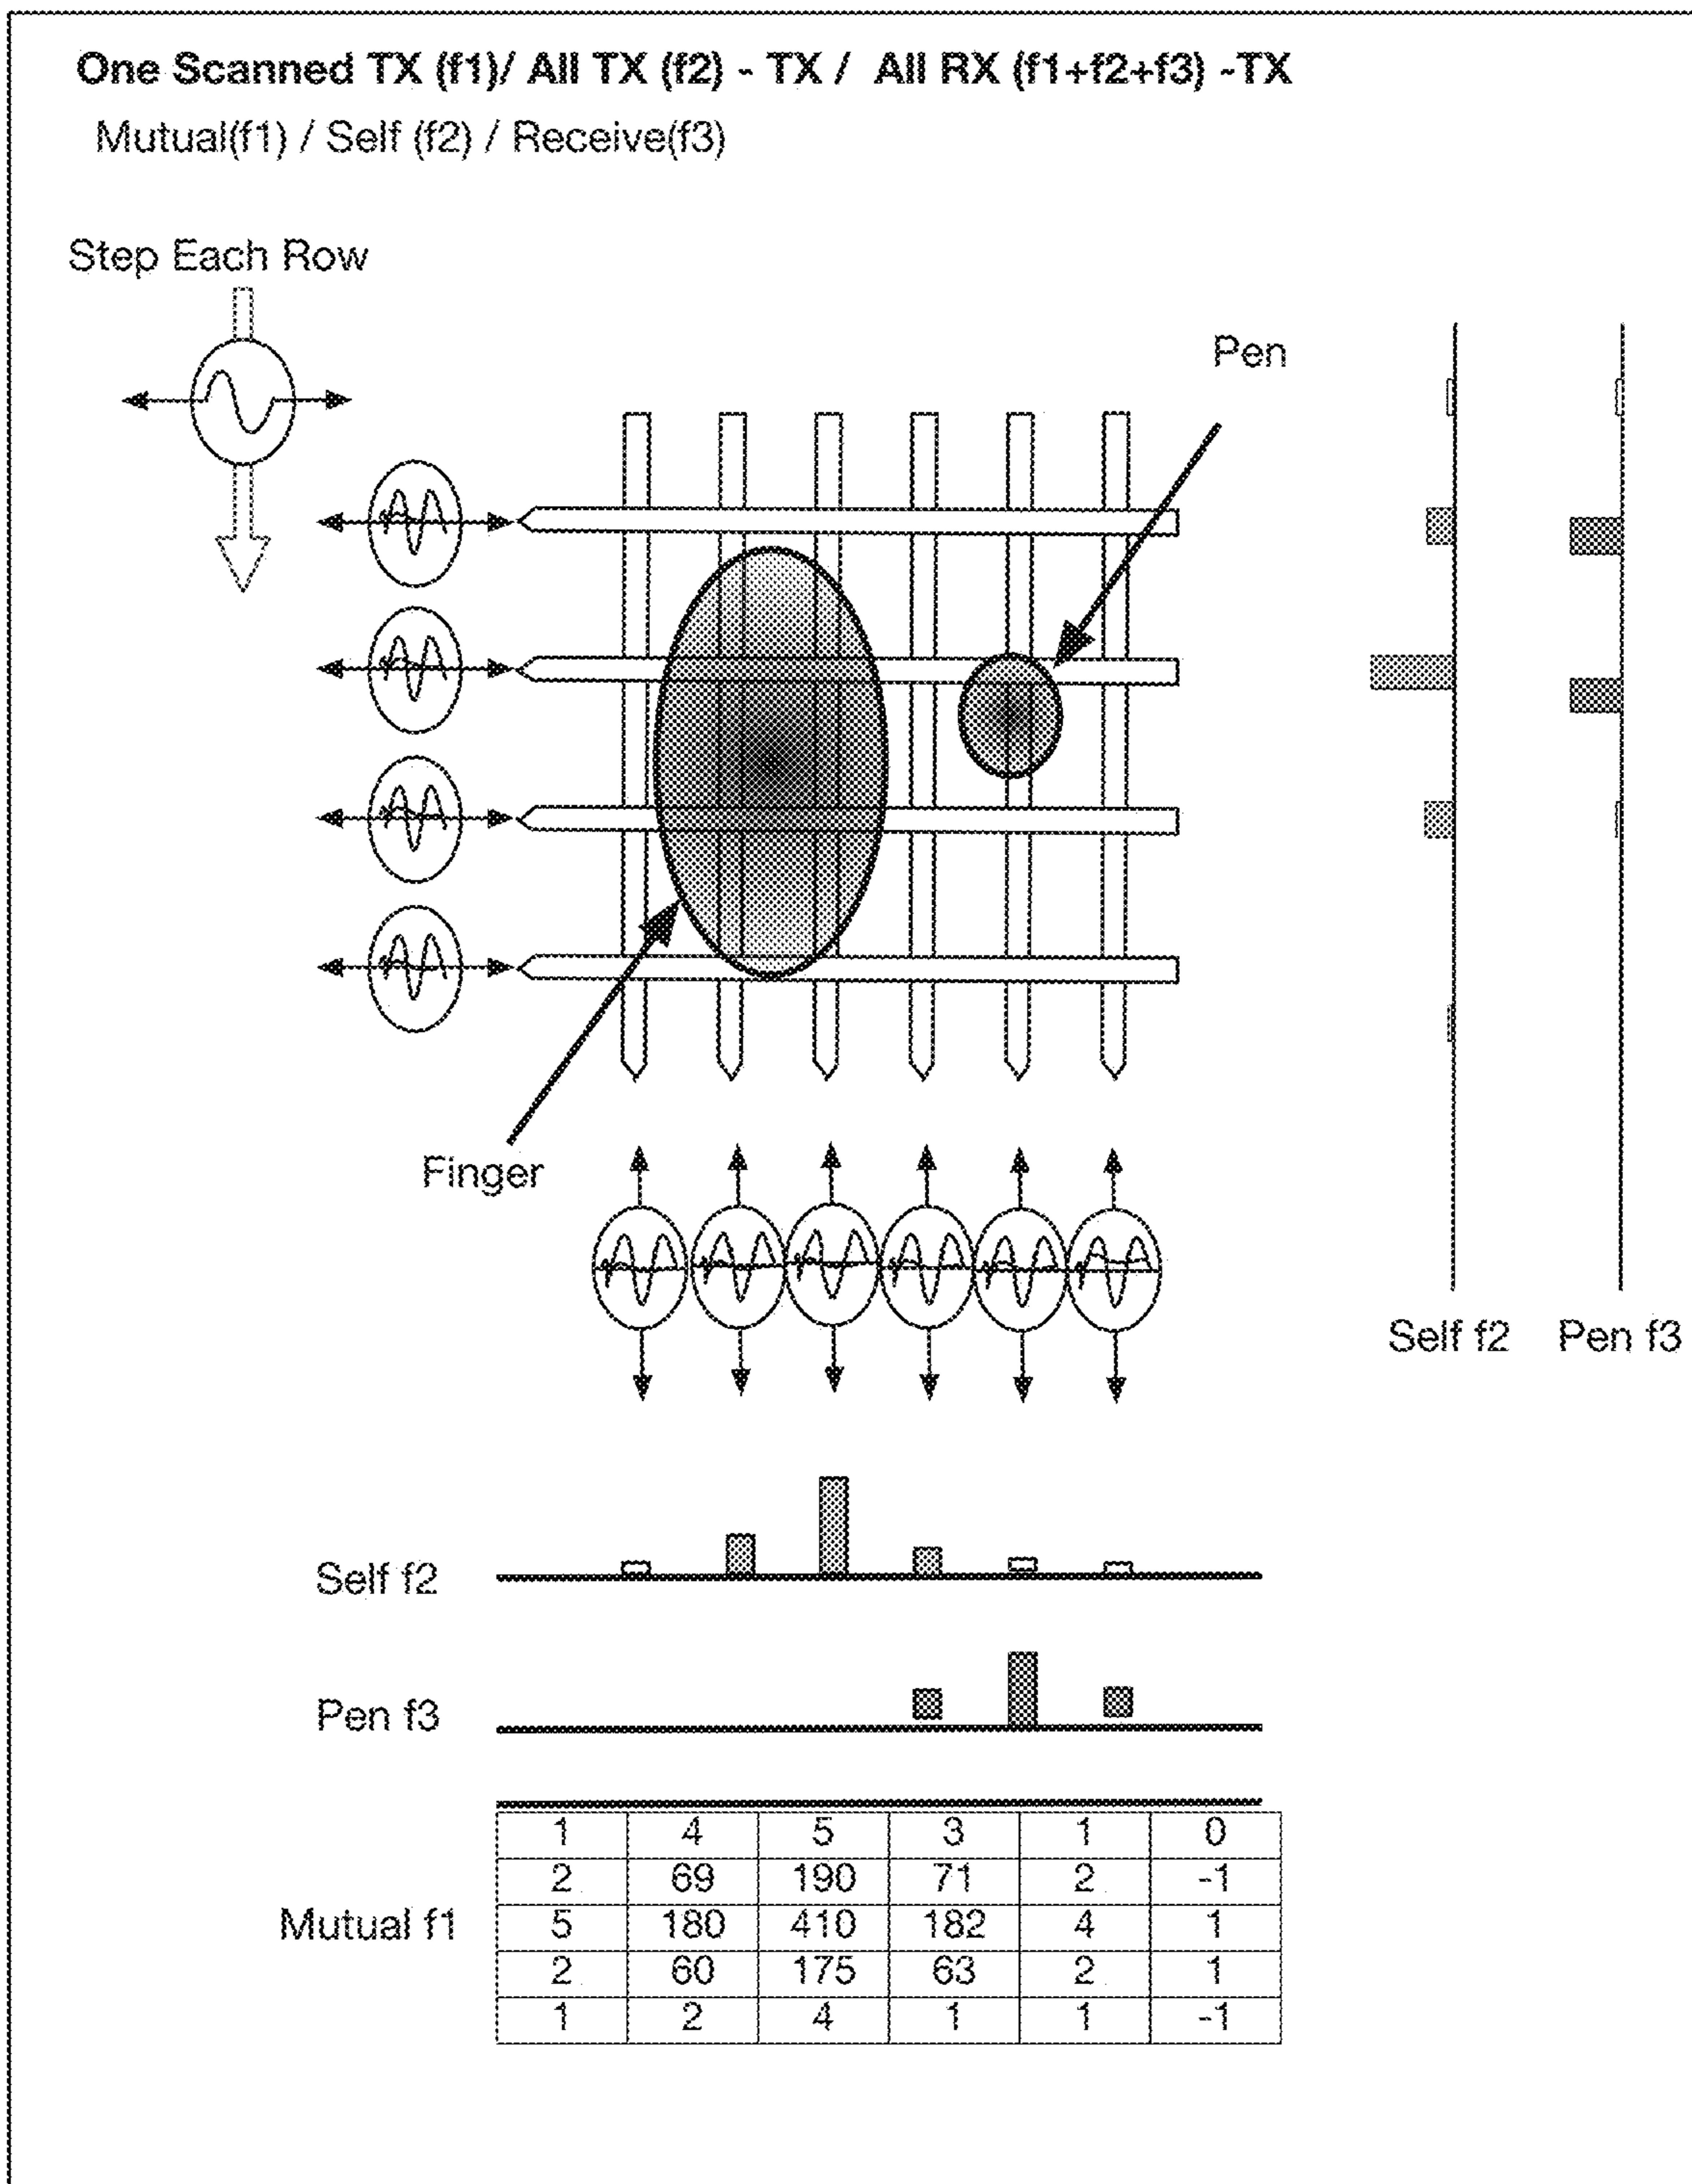 One Scanned TX (f1)/ All TX (f2) - TX / All RX (f1+f2+f3) -TX
Mutual(f1) / Self (f2) / Receive(f3)
Step Each Row
Pen
Finger
Self f2 Pen f3
Self f2
Pen f3
Mutual f1
1 4 5 3 1 0
2 69 190 71 2 -1
5 180 410 182 4 1
2 60 175 63 2 1
1 2 4 1 1 -1